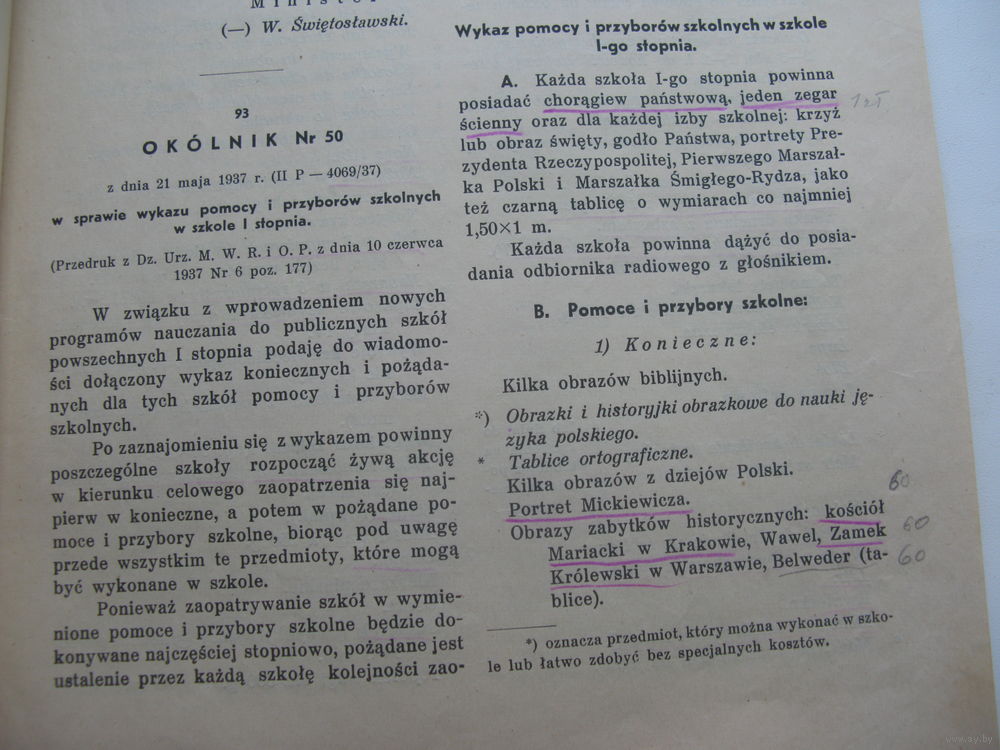 Minister
(—) W. Świętosławski.
93
OKÓLNIK Nr 50
z dnia 21 maja 1937 r. (II P — 4069/37)
w sprawie wykazu pomocy i przyborów szkolnych
w szkole I stopnia.
(Przedruk z Dz. Urz. M. W. R. i O. P. z dnia 10 czerwca
1937 Nr 6 poz. 177)
W związku z wprowadzeniem nowych
programów nauczania do publicznych szkół
powszechnych I stopnia podaję do wiadomo-
ści dołączony wykaz koniecznych i pożąda-
nych dla tych szkół pomocy i przyborów
szkolnych.
Po zaznajomieniu się z wykazem powinny
poszczególne szkoły rozpocząć żywą akcję
w kierunku celowego zaopatrzenia się naj-
pierw w konieczne, a potem w pożądane po-
moce i przybory szkolne, biorąc pod uwagę
przede wszystkim te przedmioty, które mogą
być wykonane w szkole.
Ponieważ zaopatrywanie szkół w wymie-
nione pomoce i przybory szkolne będzie do-
konywane najczęściej stopniowo, pożądane jest
ustalenie przez każdą szkołę kolejności zao-
Wykaz pomocy i przyborów szkolnych w szkole
I-go stopnia.
A. Każda szkoła I-go stopnia powinna
posiadać chorągiew państwową, jeden zegar
ścienny oraz dla każdej izby szkolnej: krzyż
lub obraz święty, godło Państwa, portrety Pre-
zydenta Rzeczypospolitej, Pierwszego Marszał-
ka Polski i Marszałka Śmigłego-Rydza, jako
też czarną tablicę o wymiarach co najmniej
1,50×1 m.
Każda szkoła powinna dążyć do posia-
dania odbiornika radiowego z głośnikiem.
B. Pomoce i przybory szkolne:
1) Konieczne:
Kilka obrazów biblijnych.
*) Obrazki i historyjki obrazkowe do nauki ję-
zyka polskiego.
* Tablice ortograficzne.
Kilka obrazów z dziejów Polski.
Portret Mickiewicza. 60
Obrazy zabytków historycznych: kościół
Mariacki w Krakowie, Wawel, Zamek 60
Królewski w Warszawie, Belweder (ta- 60
blice).
*) oznacza przedmiot, który można wykonać w szko-
le lub łatwo zdobyć bez specjalnych kosztów.
www.ay.by